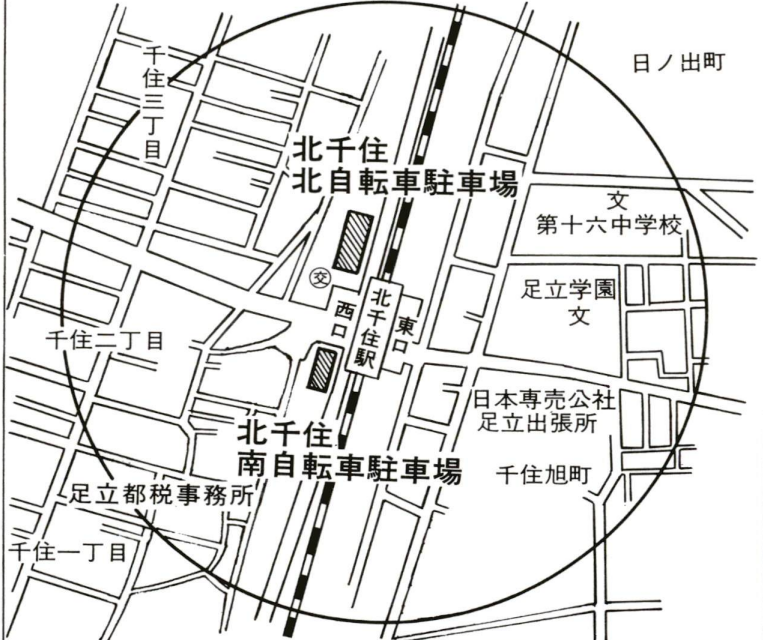 千住三丁目
日ノ出町
北千住
北自転車駐車場
文
第十六中学校
交
西口
北千住駅
東口
足立学園
文
千住二丁目
日本専売公社
足立出張所
北千住
南自転車駐車場
千住旭町
足立都税事務所
千住一丁目